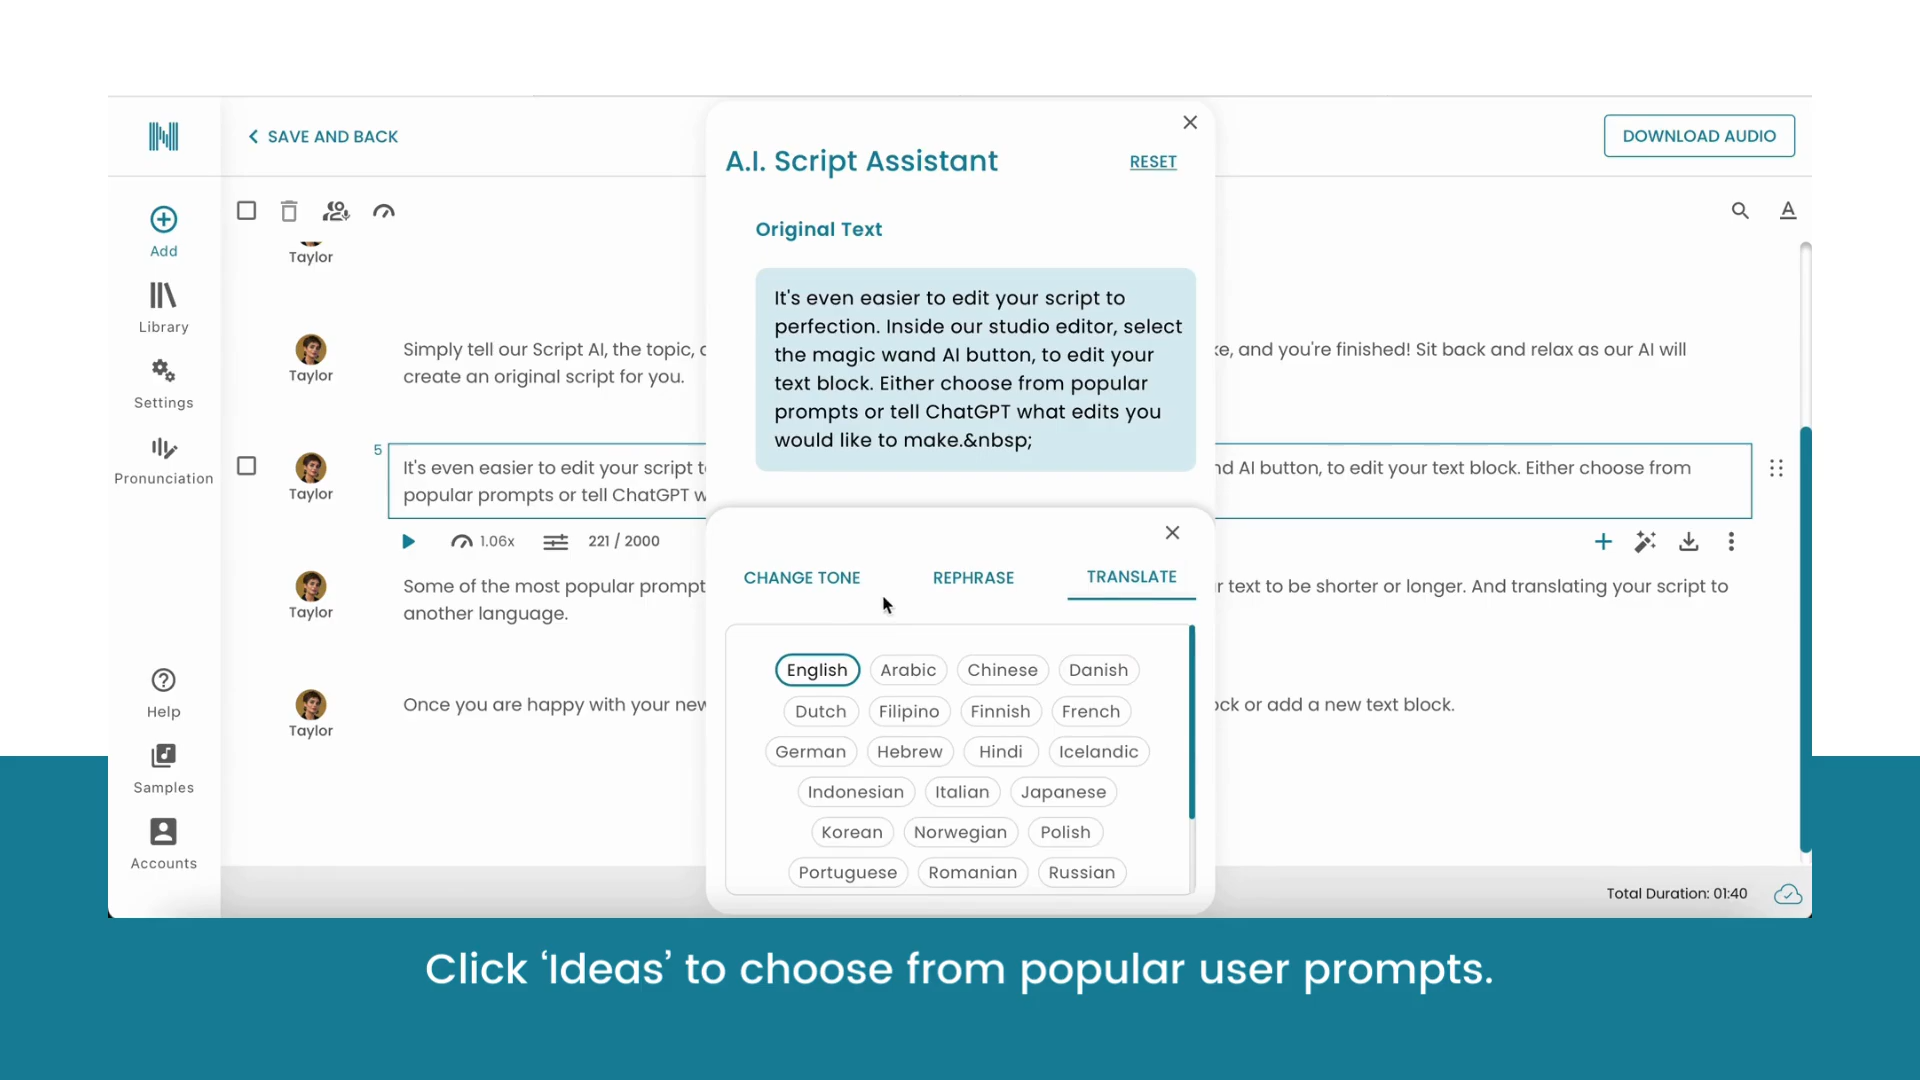 SAVE AND BACK
A.I. Script Assistant
RESET
DOWNLOAD AUDIO
Add
Library
Settings
Pronunciation
Help
Samples
Accounts
Taylor
Original Text
It's even easier to edit your script to
perfection. Inside our studio editor, select
the magic wand AI button, to edit your
text block. Either choose from popular
prompts or tell ChatGPT what edits you
would like to make.&nbsp;
Taylor
Simply tell our Script AI, the topic,
, and you're finished! Sit back and relax as our AI will
create an original script for you.
5
Taylor
It's even easier to edit your script
AI button, to edit your text block. Either choose from
popular prompts or tell ChatGPT
1.06x
221 / 2000
Taylor
Some of the most popular prompt
text to be shorter or longer. And translating your script to
another language.
Taylor
Once you are happy with your new
or add a new text block.
CHANGE TONE
REPHRASE
TRANSLATE
English Arabic Chinese Danish
Dutch Filipino Finnish French
German Hebrew Hindi Icelandic
Indonesian Italian Japanese
Korean Norwegian Polish
Portuguese Romanian Russian
Total Duration: 01:40
Click ‘Ideas’ to choose from popular user prompts.